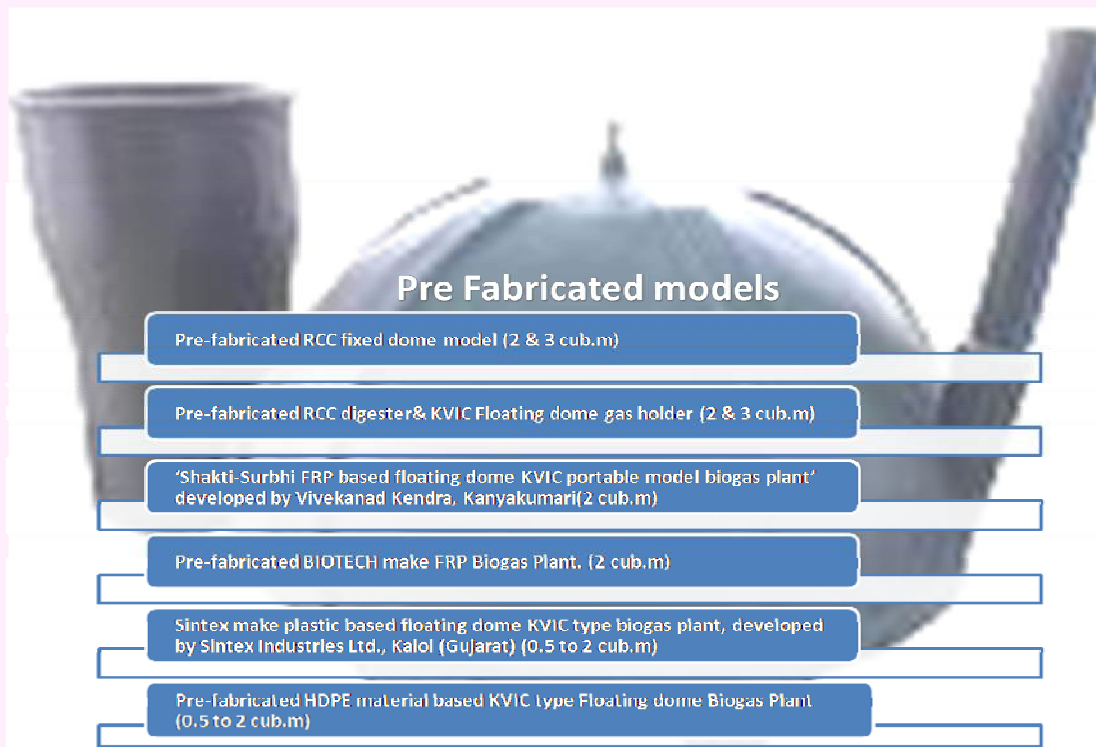 Pre Fabricated models
Pre-fabricated RCC fixed dome model (2 & 3 cub.m)
Pre-fabricated RCC digester& KVIC Floating dome gas holder (2 & 3 cub.m)
‘Shakti-Surbhi FRP based floating dome KVIC portable model biogas plant’
developed by Vivekanad Kendra, Kanyakumari(2 cub.m)
Pre-fabricated BIOTECH make FRP Biogas Plant. (2 cub.m)
Sintex make plastic based floating dome KVIC type biogas plant, developed
by Sintex Industries Ltd., Kalol (Gujarat) (0.5 to 2 cub.m)
Pre-fabricated HDPE material based KVIC type Floating dome Biogas Plant
(0.5 to 2 cub.m)